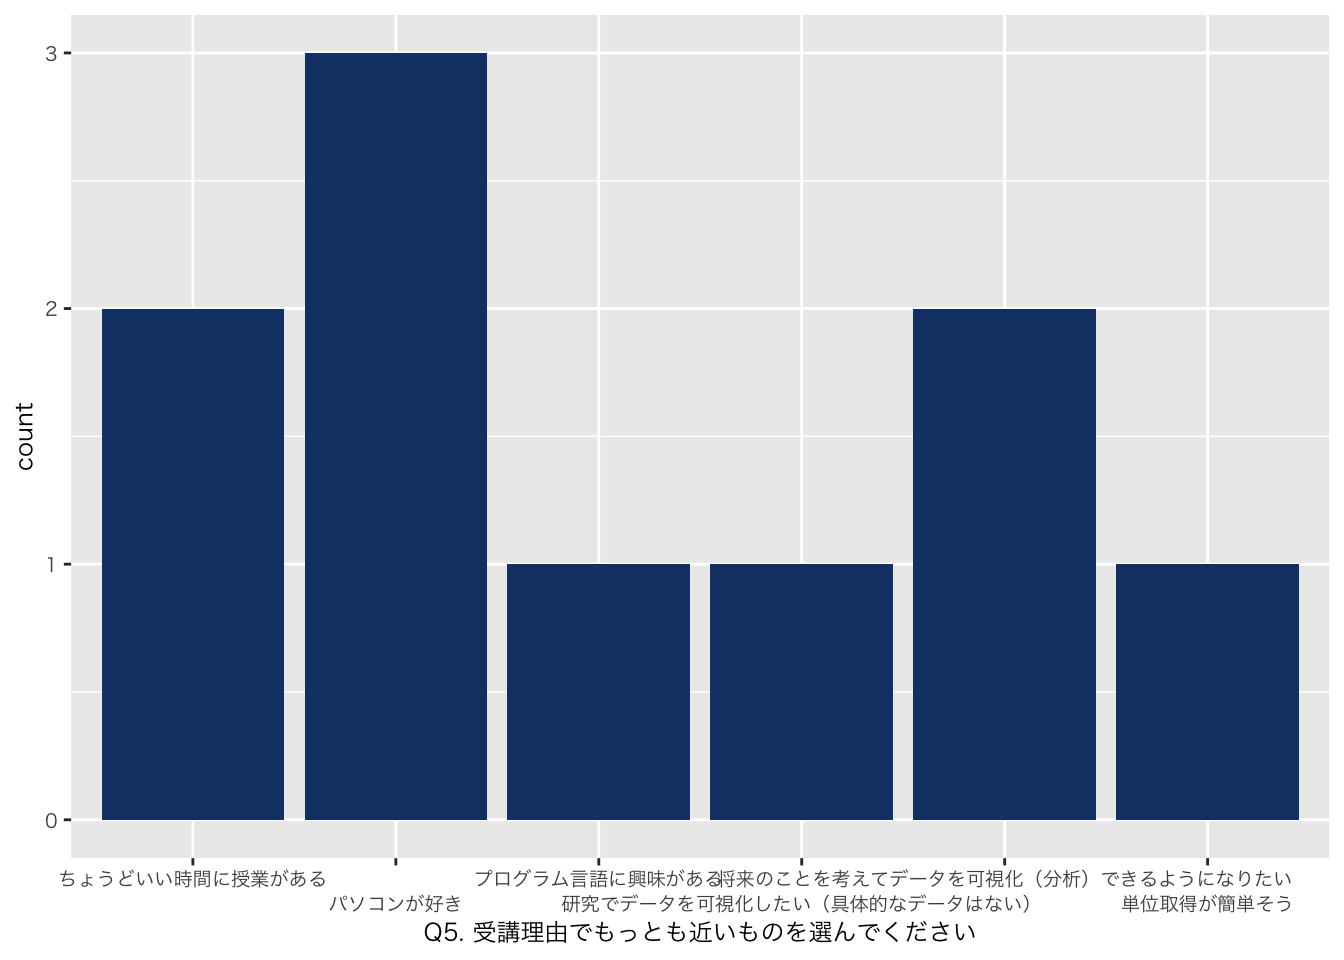 3
2
1
0
count
ちょうどいい時間に授業がある
パソコンが好き
プログラム言語に興味がある
研究でデータを可視化したい（具体的なデータはない）
将来のことを考えてデータを可視化（分析）できるようになりたい
単位取得が簡単そう
Q5. 受講理由でもっとも近いものを選んでください